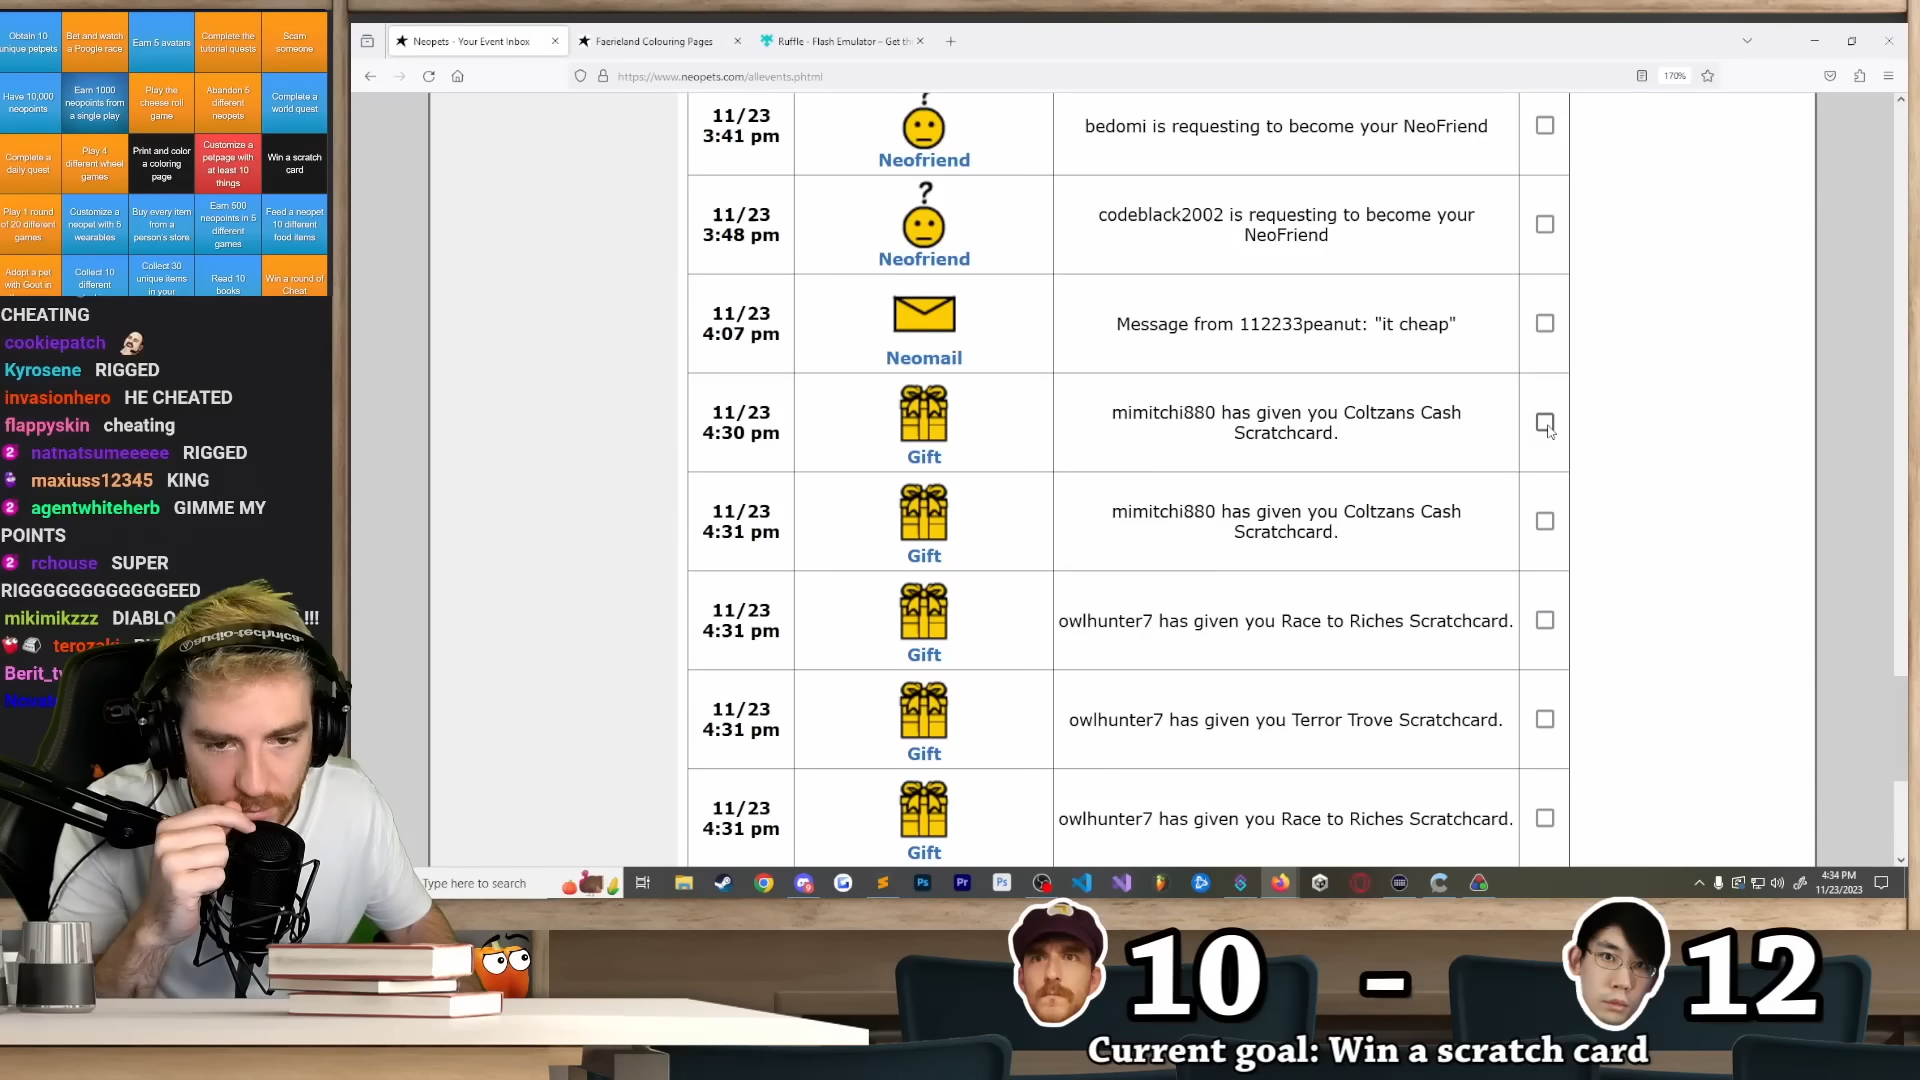 Obtain 10 unique petpets
Bet and watch a Poogle race
Earn 5 avatars
Complete the tutorial quests
Scam someone
Have 10,000 neopoints
Earn 1000 neopoints from a single play
Play the cheese roll game
Abandon 5 different neopets
Complete a world quest
Complete a daily quest
Play 4 different wheel games
Print and color a coloring page
Customize a petpage with at least 10 things
Win a scratch card
Play 1 round of 20 different games
Customize a neopet with 5 wearables
Buy every item from a person's store
Earn 500 neopoints in 5 different games
Feed a neopet 10 different food items
Adopt a pet with Gout in
Collect 10 different
Collect 30 unique items in your
Read 10 books
Win a round of Cheat
CHEATING
cookiepatch
Kyrosene RIGGED
invasionhero HE CHEATED
flappyskin cheating
2 natnatsumeeeee RIGGED
maxiuss12345 KING
2 agentwhiteherb GIMME MY
POINTS
2 rchouse SUPER
RIGGGGGGGGGGGEED
mikimikzzz DIABLO !!!
Berit_tv
audio-technica
Neopets - Your Event Inbox
Faerieland Colouring Pages
Ruffle - Flash Emulator – Get th
https://www.neopets.com/allevents.phtml
170%
11/23
3:41 pm
Neofriend
bedomi is requesting to become your NeoFriend
11/23
3:48 pm
Neofriend
codeblack2002 is requesting to become your
NeoFriend
11/23
4:07 pm
Neomail
Message from 112233peanut: "it cheap"
11/23
4:30 pm
Gift
mimitchi880 has given you Coltzans Cash
Scratchcard.
11/23
4:31 pm
Gift
mimitchi880 has given you Coltzans Cash
Scratchcard.
11/23
4:31 pm
Gift
owlhunter7 has given you Race to Riches Scratchcard.
11/23
4:31 pm
Gift
owlhunter7 has given you Terror Trove Scratchcard.
11/23
4:31 pm
Gift
owlhunter7 has given you Race to Riches Scratchcard.
Type here to search
Ps
Pr
Ps
4:34 PM
11/23/2023
10 - 12
Current goal: Win a scratch card